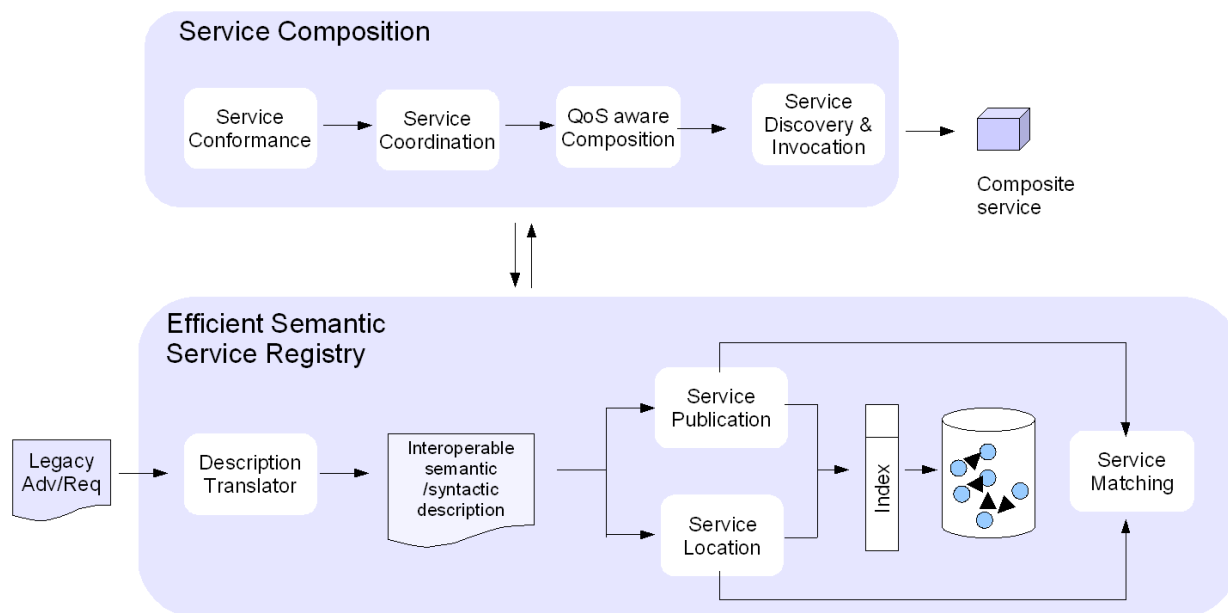 Service Composition
Service
Conformance
Service
Coordination
QoS aware
Composition
Service
Discovery &
Invocation
Composite
service
Efficient Semantic
Service Registry
Legacy
Adv/Req
Description
Translator
Interoperable
semantic
/syntactic
description
Service
Publication
Service
Location
Index
Service
Matching